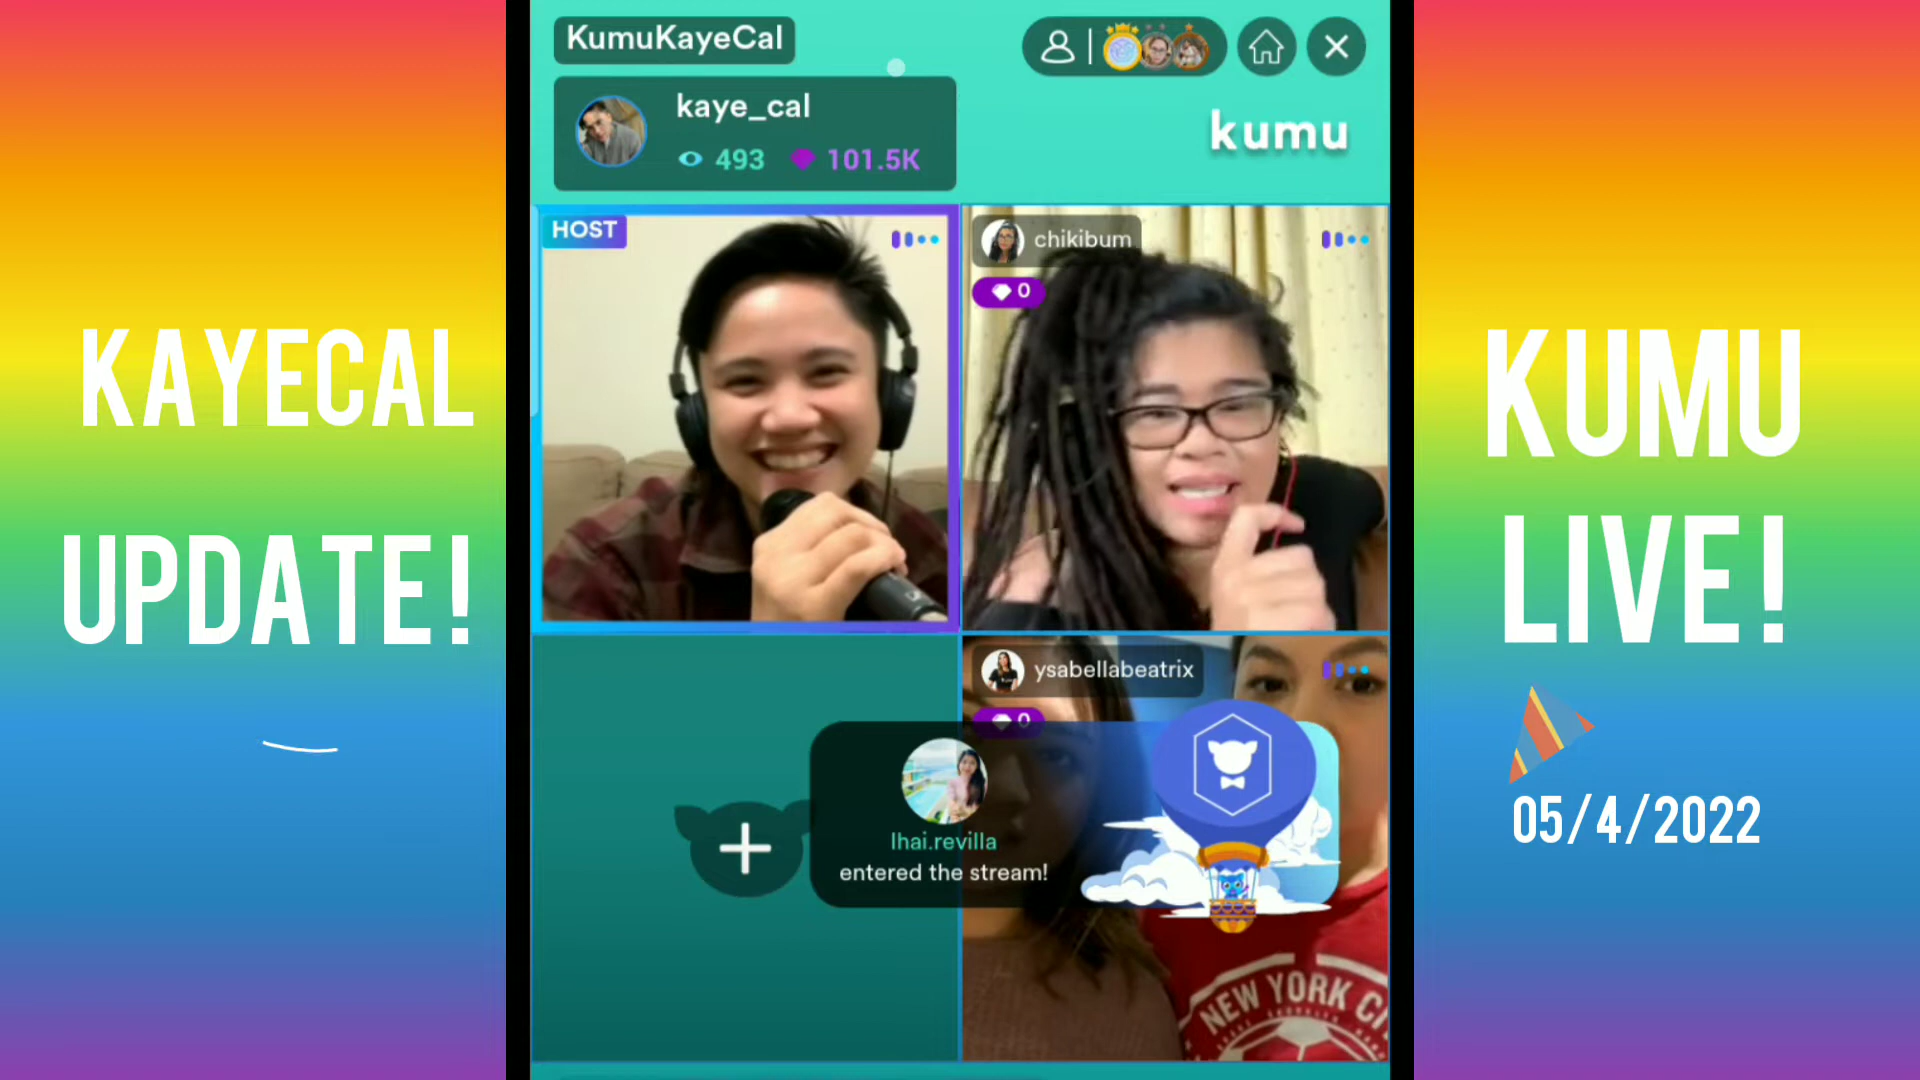 KAYECAL
UPDATE!
KumuKayeCal
kaye_cal
493 101.5K
kumu
HOST
chikibum
0
ysabellabeatrix
0
lhai.revilla
entered the stream!
NEW YORK CI
KUMU
LIVE!
05/4/2022